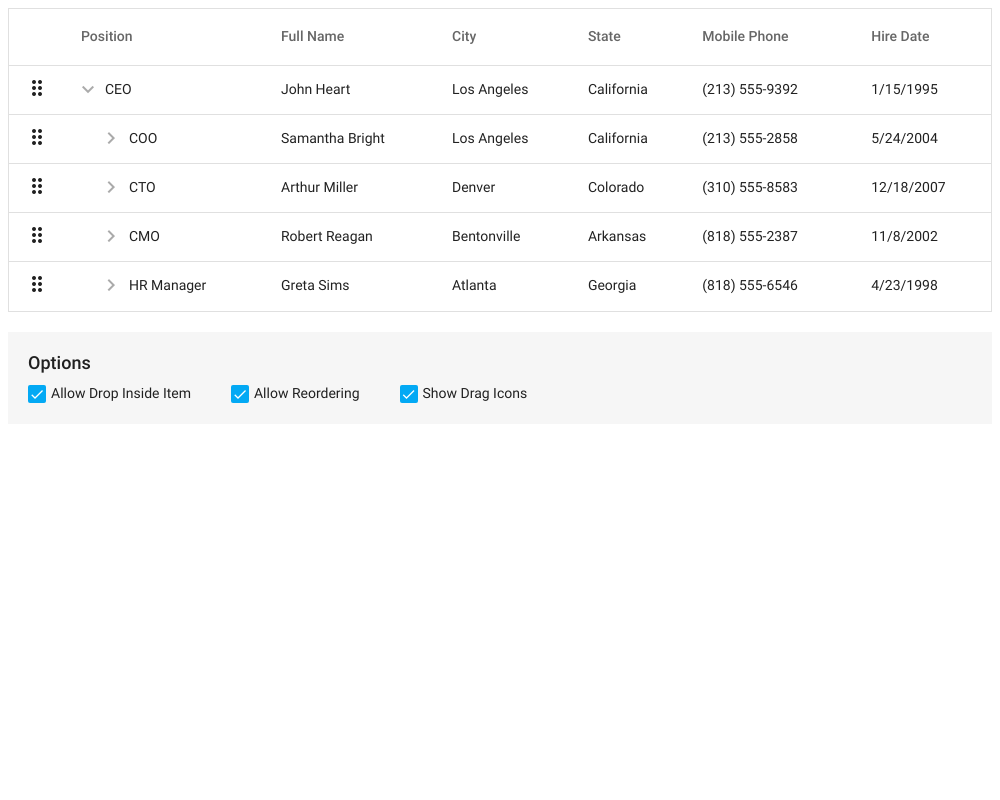 Position Full Name City State Mobile Phone Hire Date
CEO John Heart Los Angeles California (213) 555-9392 1/15/1995
COO Samantha Bright Los Angeles California (213) 555-2858 5/24/2004
CTO Arthur Miller Denver Colorado (310) 555-8583 12/18/2007
CMO Robert Reagan Bentonville Arkansas (818) 555-2387 11/8/2002
HR Manager Greta Sims Atlanta Georgia (818) 555-6546 4/23/1998
Options
Allow Drop Inside Item Allow Reordering Show Drag Icons